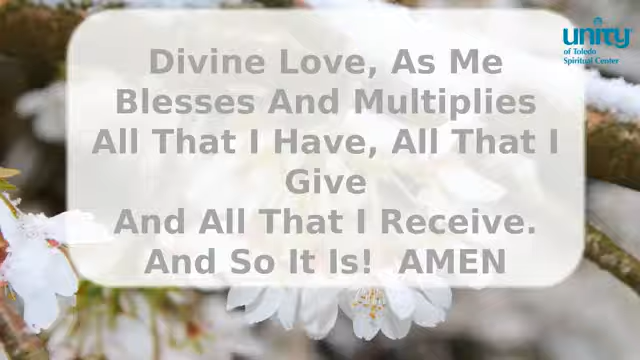 Divine Love, As Me
Blesses And Multiplies
All That I Have, All That I
Give
And All That I Receive.
And So It Is!  AMEN
unity
of Toledo
Spiritual Center